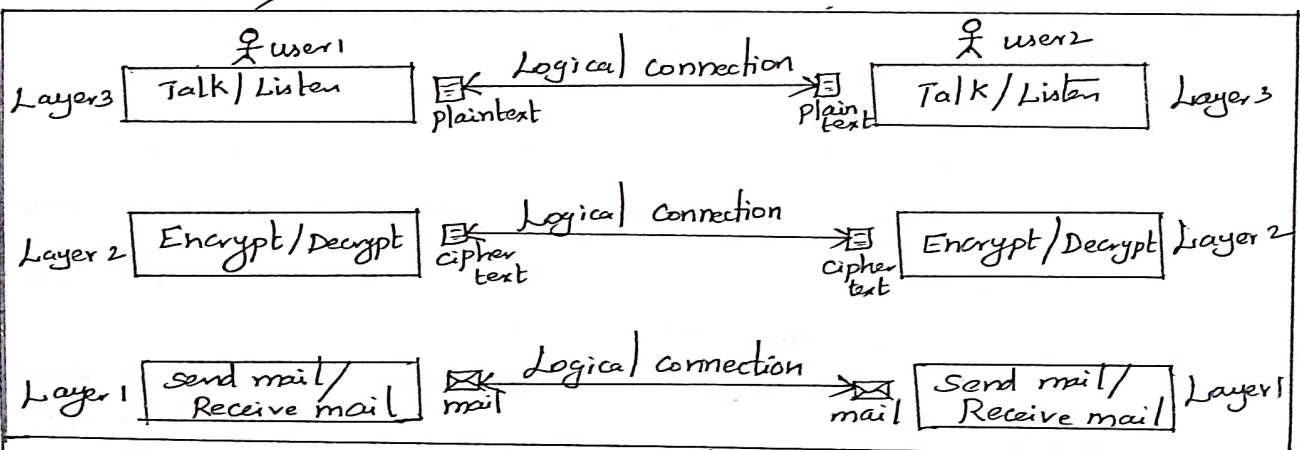 user1
user2
Logical connection
Layer3
Talk/Listen
plaintext
plain
text
Talk/Listen
Layer 3
Logical connection
Layer 2
Encrypt/Decrypt
cipher
text
cipher
text
Encrypt/Decrypt
Layer 2
Logical connection
Layer 1
Send mail/
Receive mail
mail
mail
Send mail/
Receive mail
Layer1